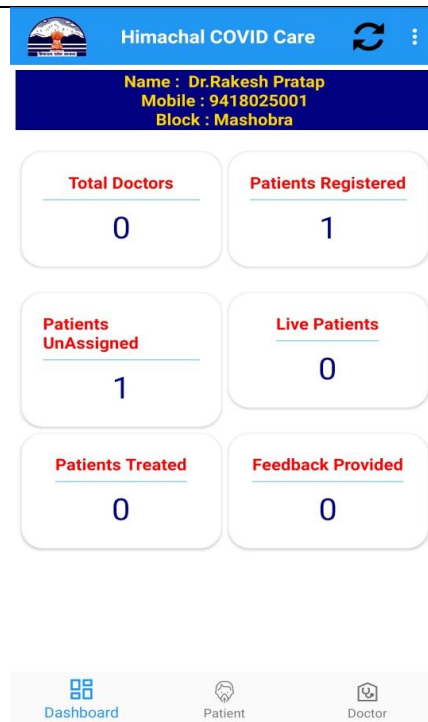 Himachal COVID Care
Name : Dr.Rakesh Pratap
Mobile : 9418025001
Block : Mashobra
Total Doctors
0
Patients Registered
1
Patients
UnAssigned
1
Live Patients
0
Patients Treated
0
Feedback Provided
0
Dashboard
Patient
Doctor